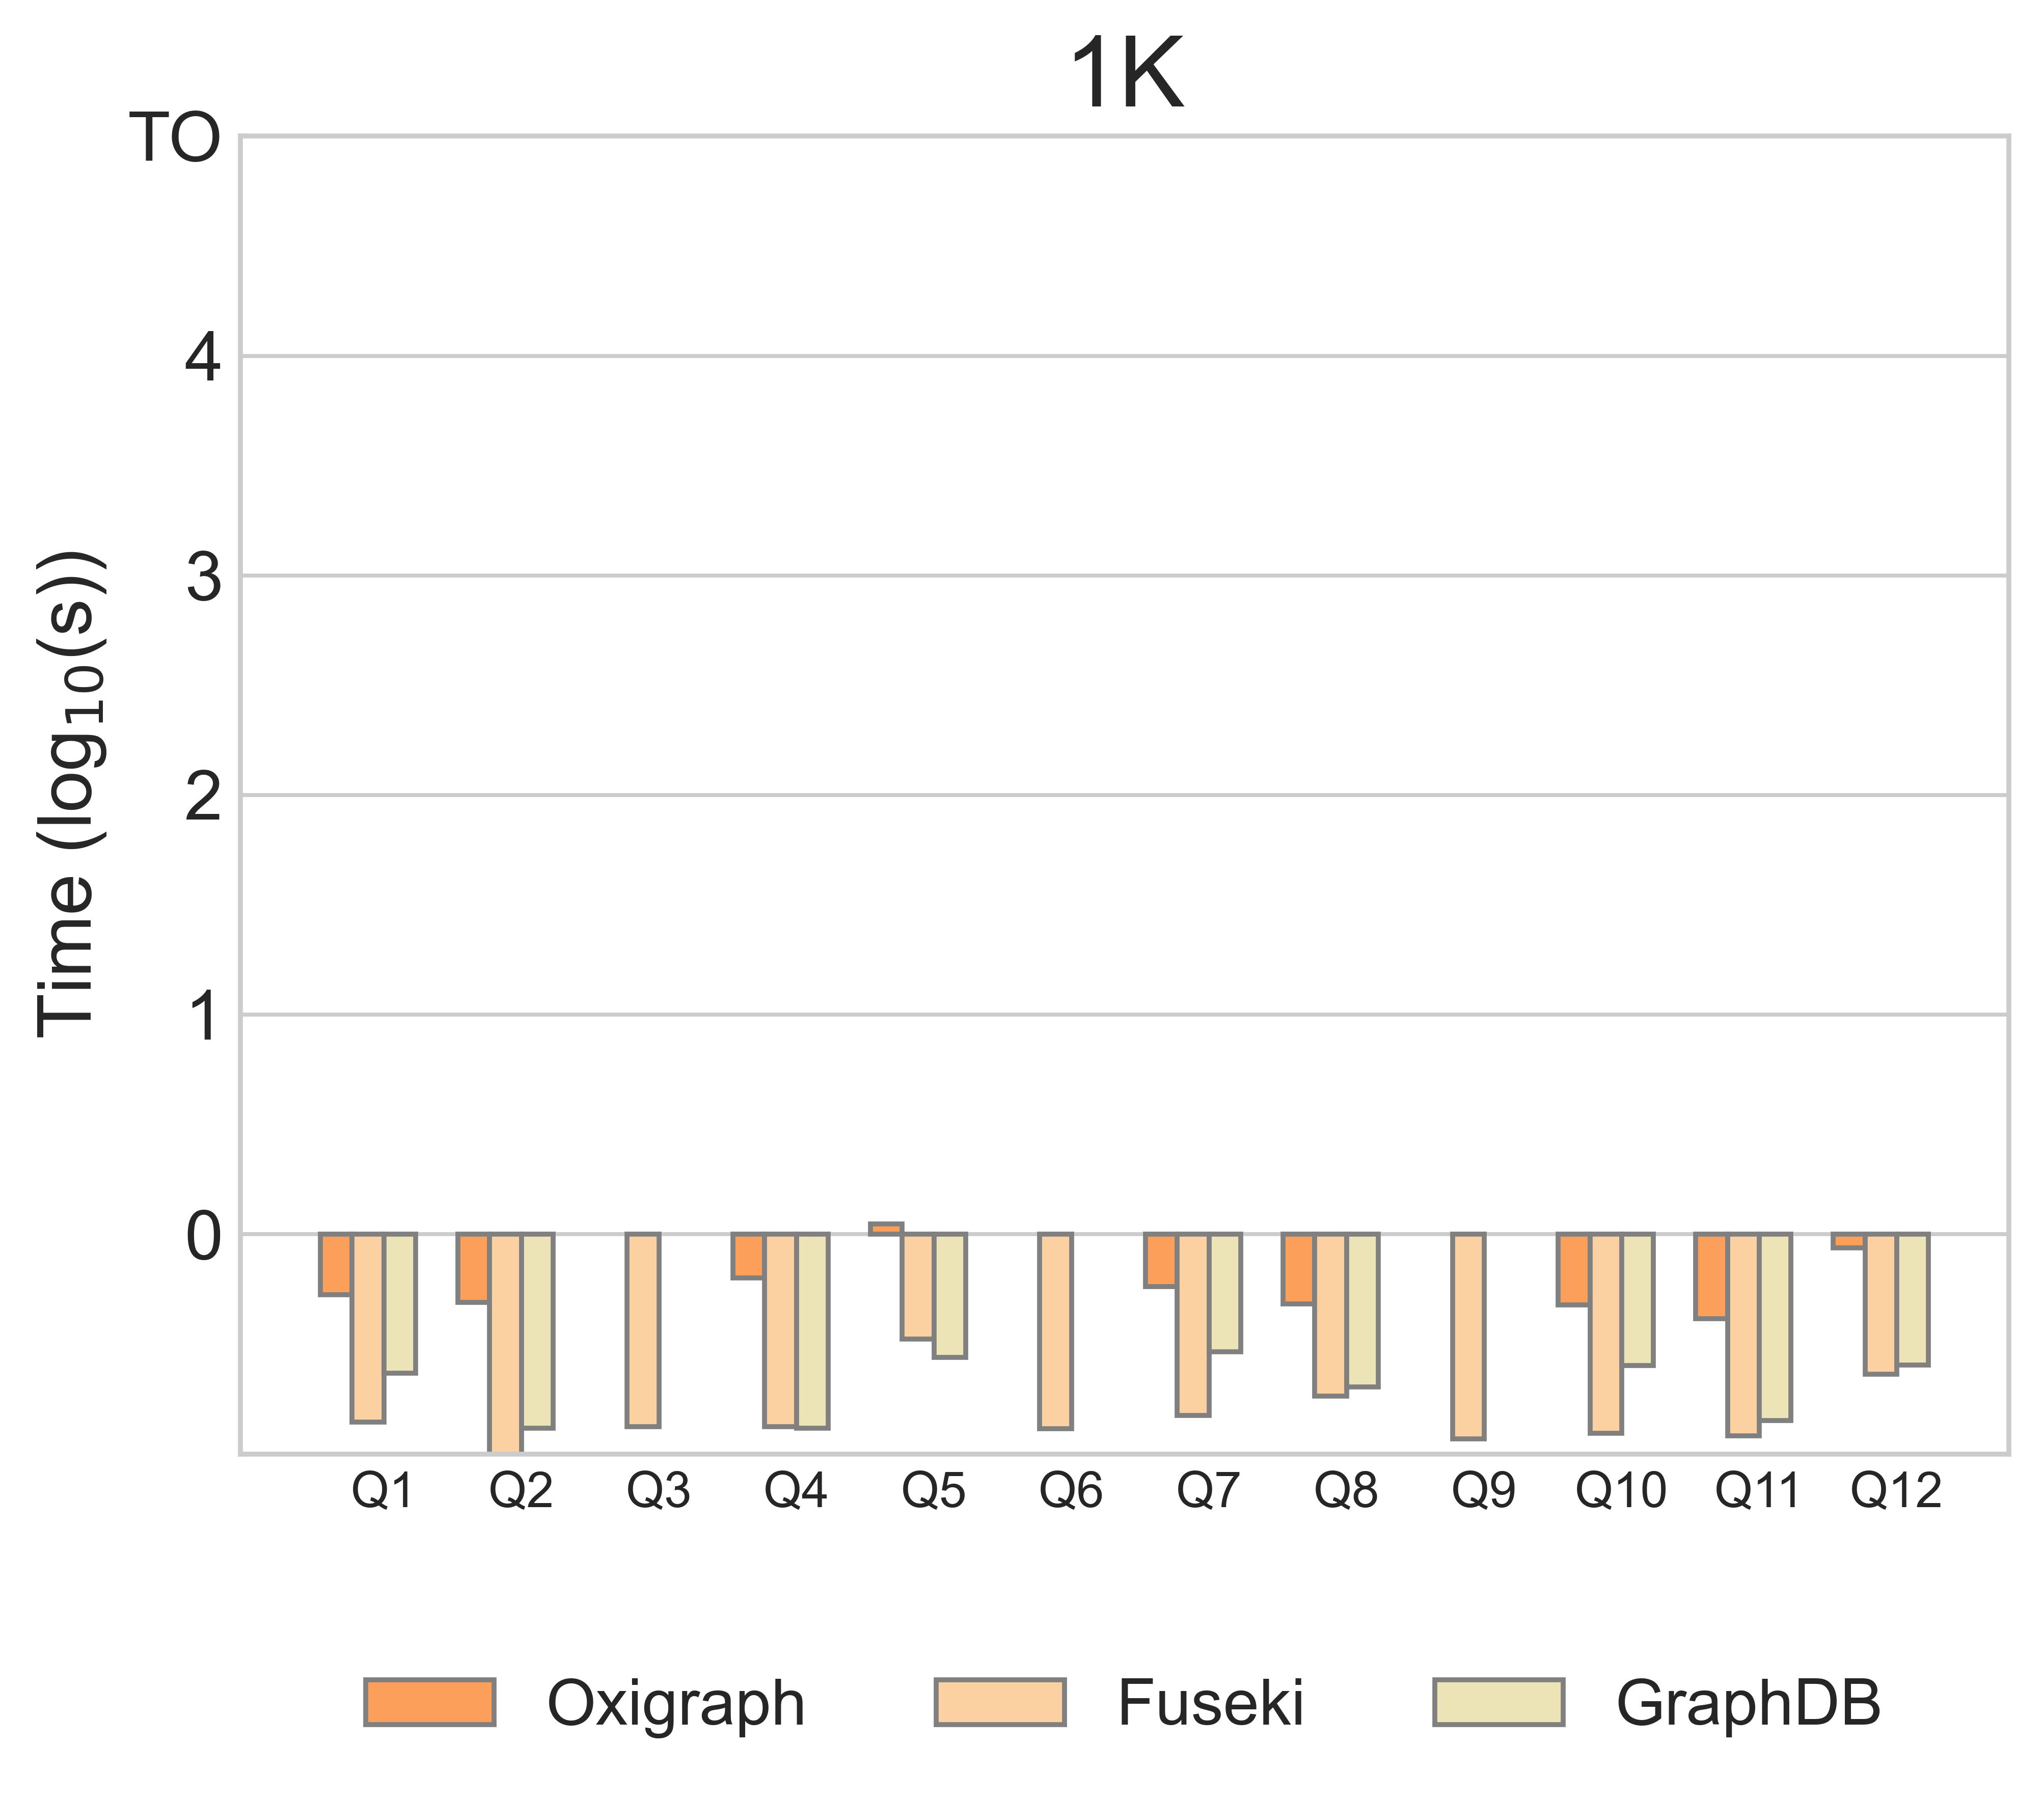 1K
TO
4
3
2
1
0
Time (log₁₀(s))
Q1 Q2 Q3 Q4 Q5 Q6 Q7 Q8 Q9 Q10 Q11 Q12
Oxigraph Fuseki GraphDB